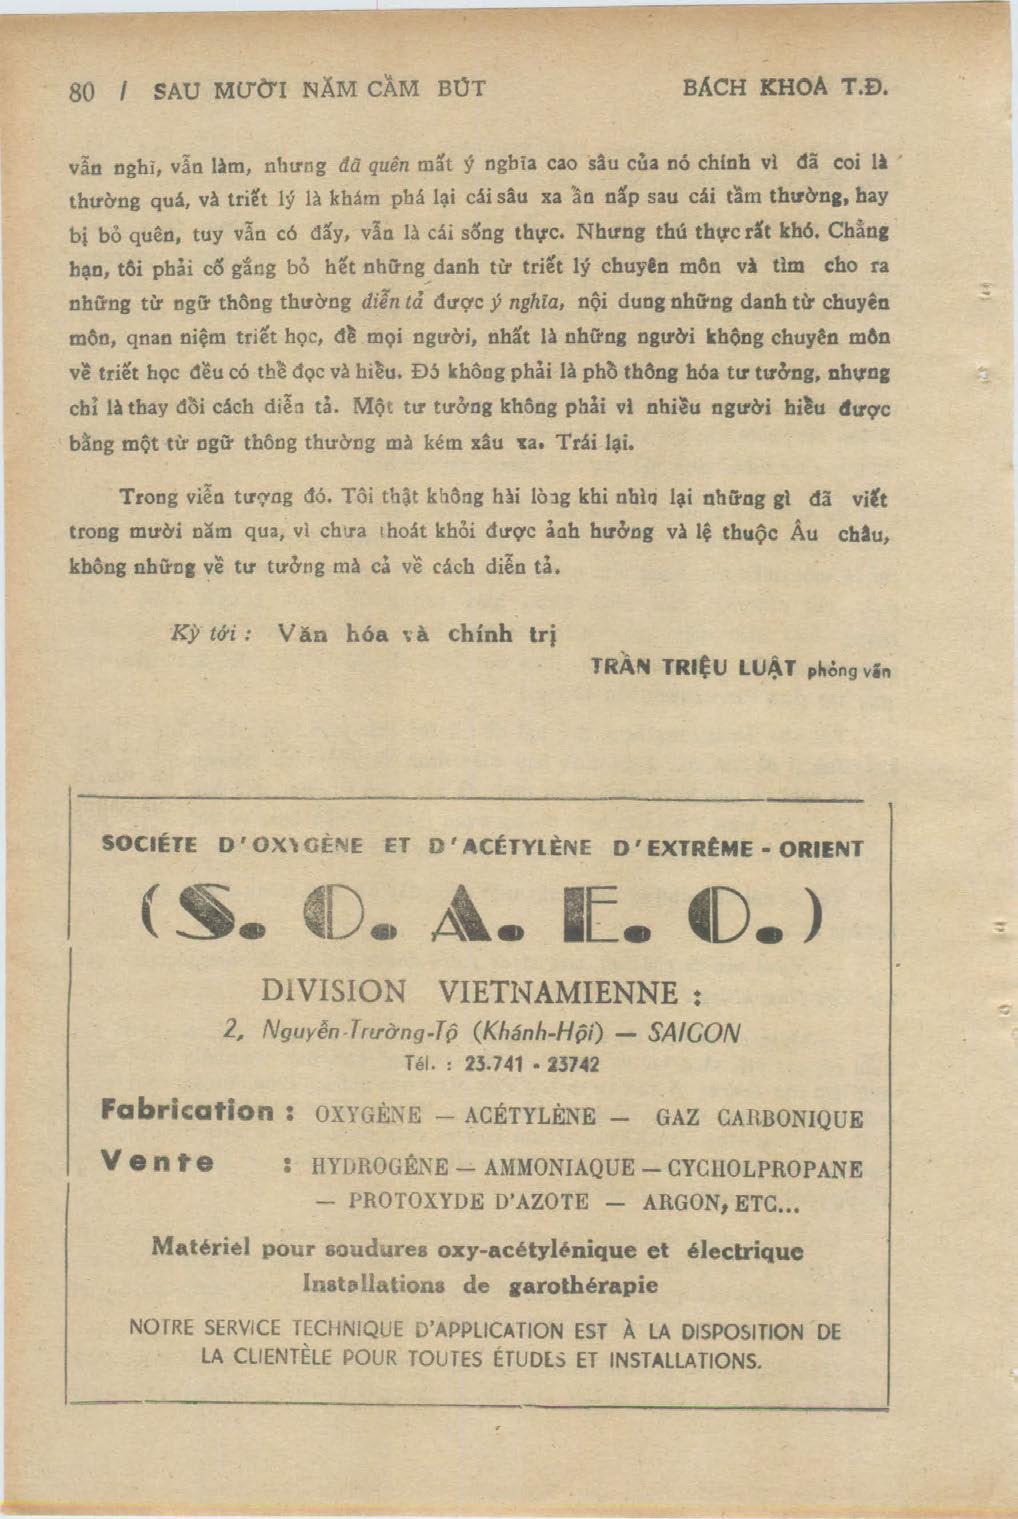 80 / SAU MƯỜI NĂM CẦM BÚT BÁCH KHOA T.Đ.
vẫn nghĩ, vẫn làm, nhưng đã quên mất ý nghĩa cao sâu của nó chính vì đã coi là
thường quá, và triết lý là khám phá lại cái sâu xa ẩn nấp sau cái tầm thường, hay
bị bỏ quên, tuy vẫn có đấy, vẫn là cái sống thực. Nhưng thú thực rất khó. Chẳng
hạn, tôi phải cố gắng bỏ hết những danh từ triết lý chuyên môn và tìm cho ra
những từ ngữ thông thường diễn tả được ý nghĩa, nội dung những danh từ chuyên
môn, qnan niệm triết học, để mọi người, nhất là những người không chuyên môn
về triết học đều có thể đọc và hiểu. Đó không phải là phổ thông hóa tư tưởng, nhưng
chỉ là thay đổi cách diễn tả. Một tư tưởng không phải vì nhiều người hiểu được
bằng một từ ngữ thông thường mà kém xâu xa. Trái lại.
Trong viễn tượng đó. Tôi thật không hài lòng khi nhìn lại những gì đã viết
trong mười năm qua, vì chưa thoát khỏi được ảnh hưởng và lệ thuộc Âu châu,
không những về tư tưởng mà cả về cách diễn tả.
Kỳ tới : Văn hóa và chính trị
TRẦN TRIỆU LUẬT phỏng vấn
SOCIÉTE D'OXYGÈNE ET D'ACÉTYLÈNE D'EXTRÊME - ORIENT
(S. O. A. E. O.)
DIVISION VIETNAMIENNE :
2, Nguyễn-Trường-Tộ (Khánh-Hội) — SAIGON
Tél. : 23.741 - 23742
Fabrication : OXYGÈNE — ACÉTYLÈNE — GAZ CARBONIQUE
Vente : HYDROGÊNE — AMMONIAQUE — CYCHOLPROPANE
— PROTOXYDE D'AZOTE — ARGON, ETC...
Matériel pour soudures oxy-acétylénique et électrique
Installations de garothérapie
NOTRE SERVICE TECHNIQUE D'APPLICATION EST À LA DISPOSITION DE
LA CLIENTÈLE POUR TOUTES ÉTUDES ET INSTALLATIONS.